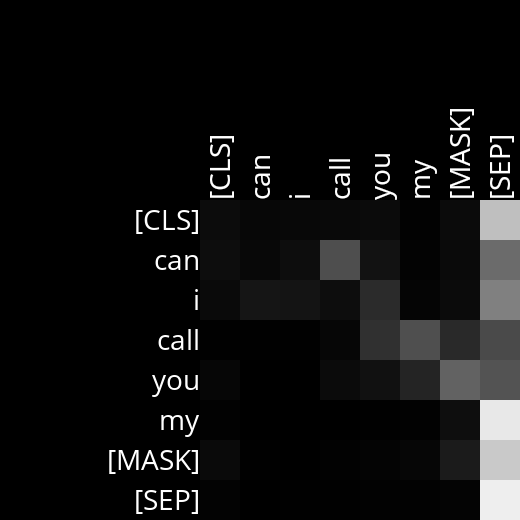 [CLS] can i call you my [MASK] [SEP]
[CLS]
can
i
call
you
my
[MASK]
[SEP]